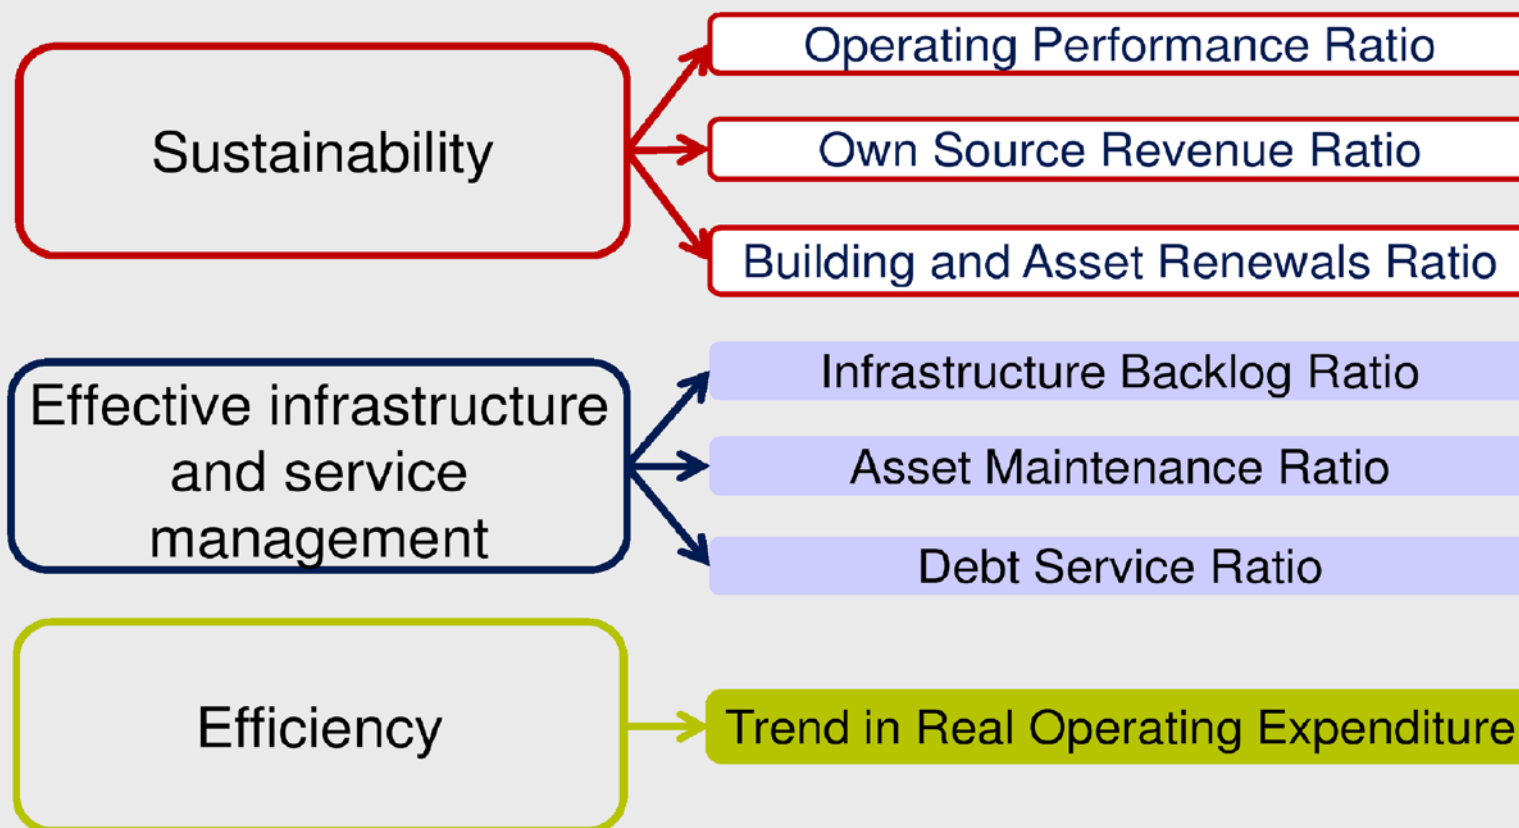 Sustainability
Operating Performance Ratio
Own Source Revenue Ratio
Building and Asset Renewals Ratio
Effective infrastructure
and service
management
Infrastructure Backlog Ratio
Asset Maintenance Ratio
Debt Service Ratio
Efficiency
Trend in Real Operating Expenditure